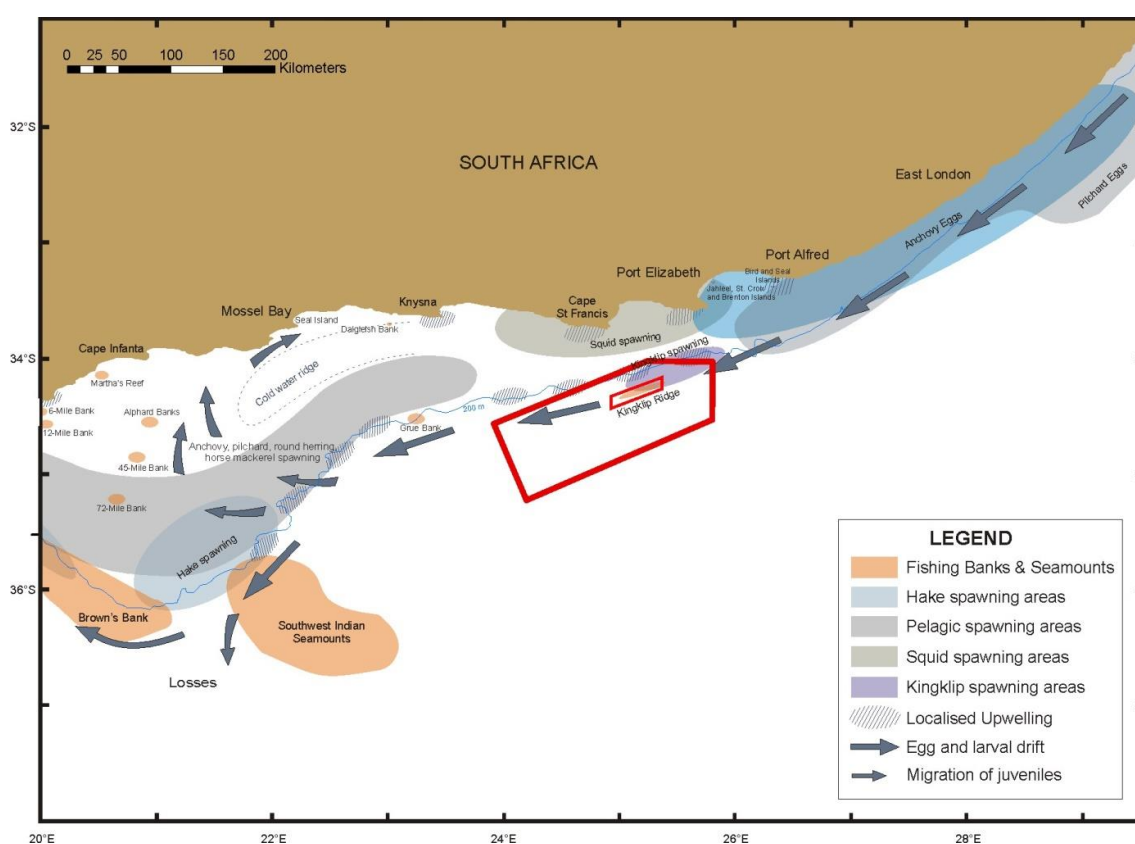 0 25 50 100 150 200
Kilometers
32°S
34°S
36°S
20°E
22°E
24°E
26°E
28°E
SOUTH AFRICA
East London
Pilchard Eggs
Anchovy Eggs
Port Alfred
Bird and Seal
Islands
Port Elizabeth
Jahleel, St. Croix
and Brenton Islands
Cape
St Francis
Knysna
Mossel Bay
Seal Island
Dalgleish Bank
Squid spawning
Kingklip spawning
Cape Infanta
Cold water ridge
Martha's Reef
Kingklip Ridge
200 m
6-Mile Bank
12-Mile Bank
Alphard Banks
Grue Bank
Anchovy, pilchard, round herring
horse mackerel spawning
45-Mile Bank
72-Mile Bank
Hake spawning
Brown's Bank
Southwest Indian
Seamounts
Losses
LEGEND
Fishing Banks & Seamounts
Hake spawning areas
Pelagic spawning areas
Squid spawning areas
Kingklip spawning areas
Localised Upwelling
Egg and larval drift
Migration of juveniles